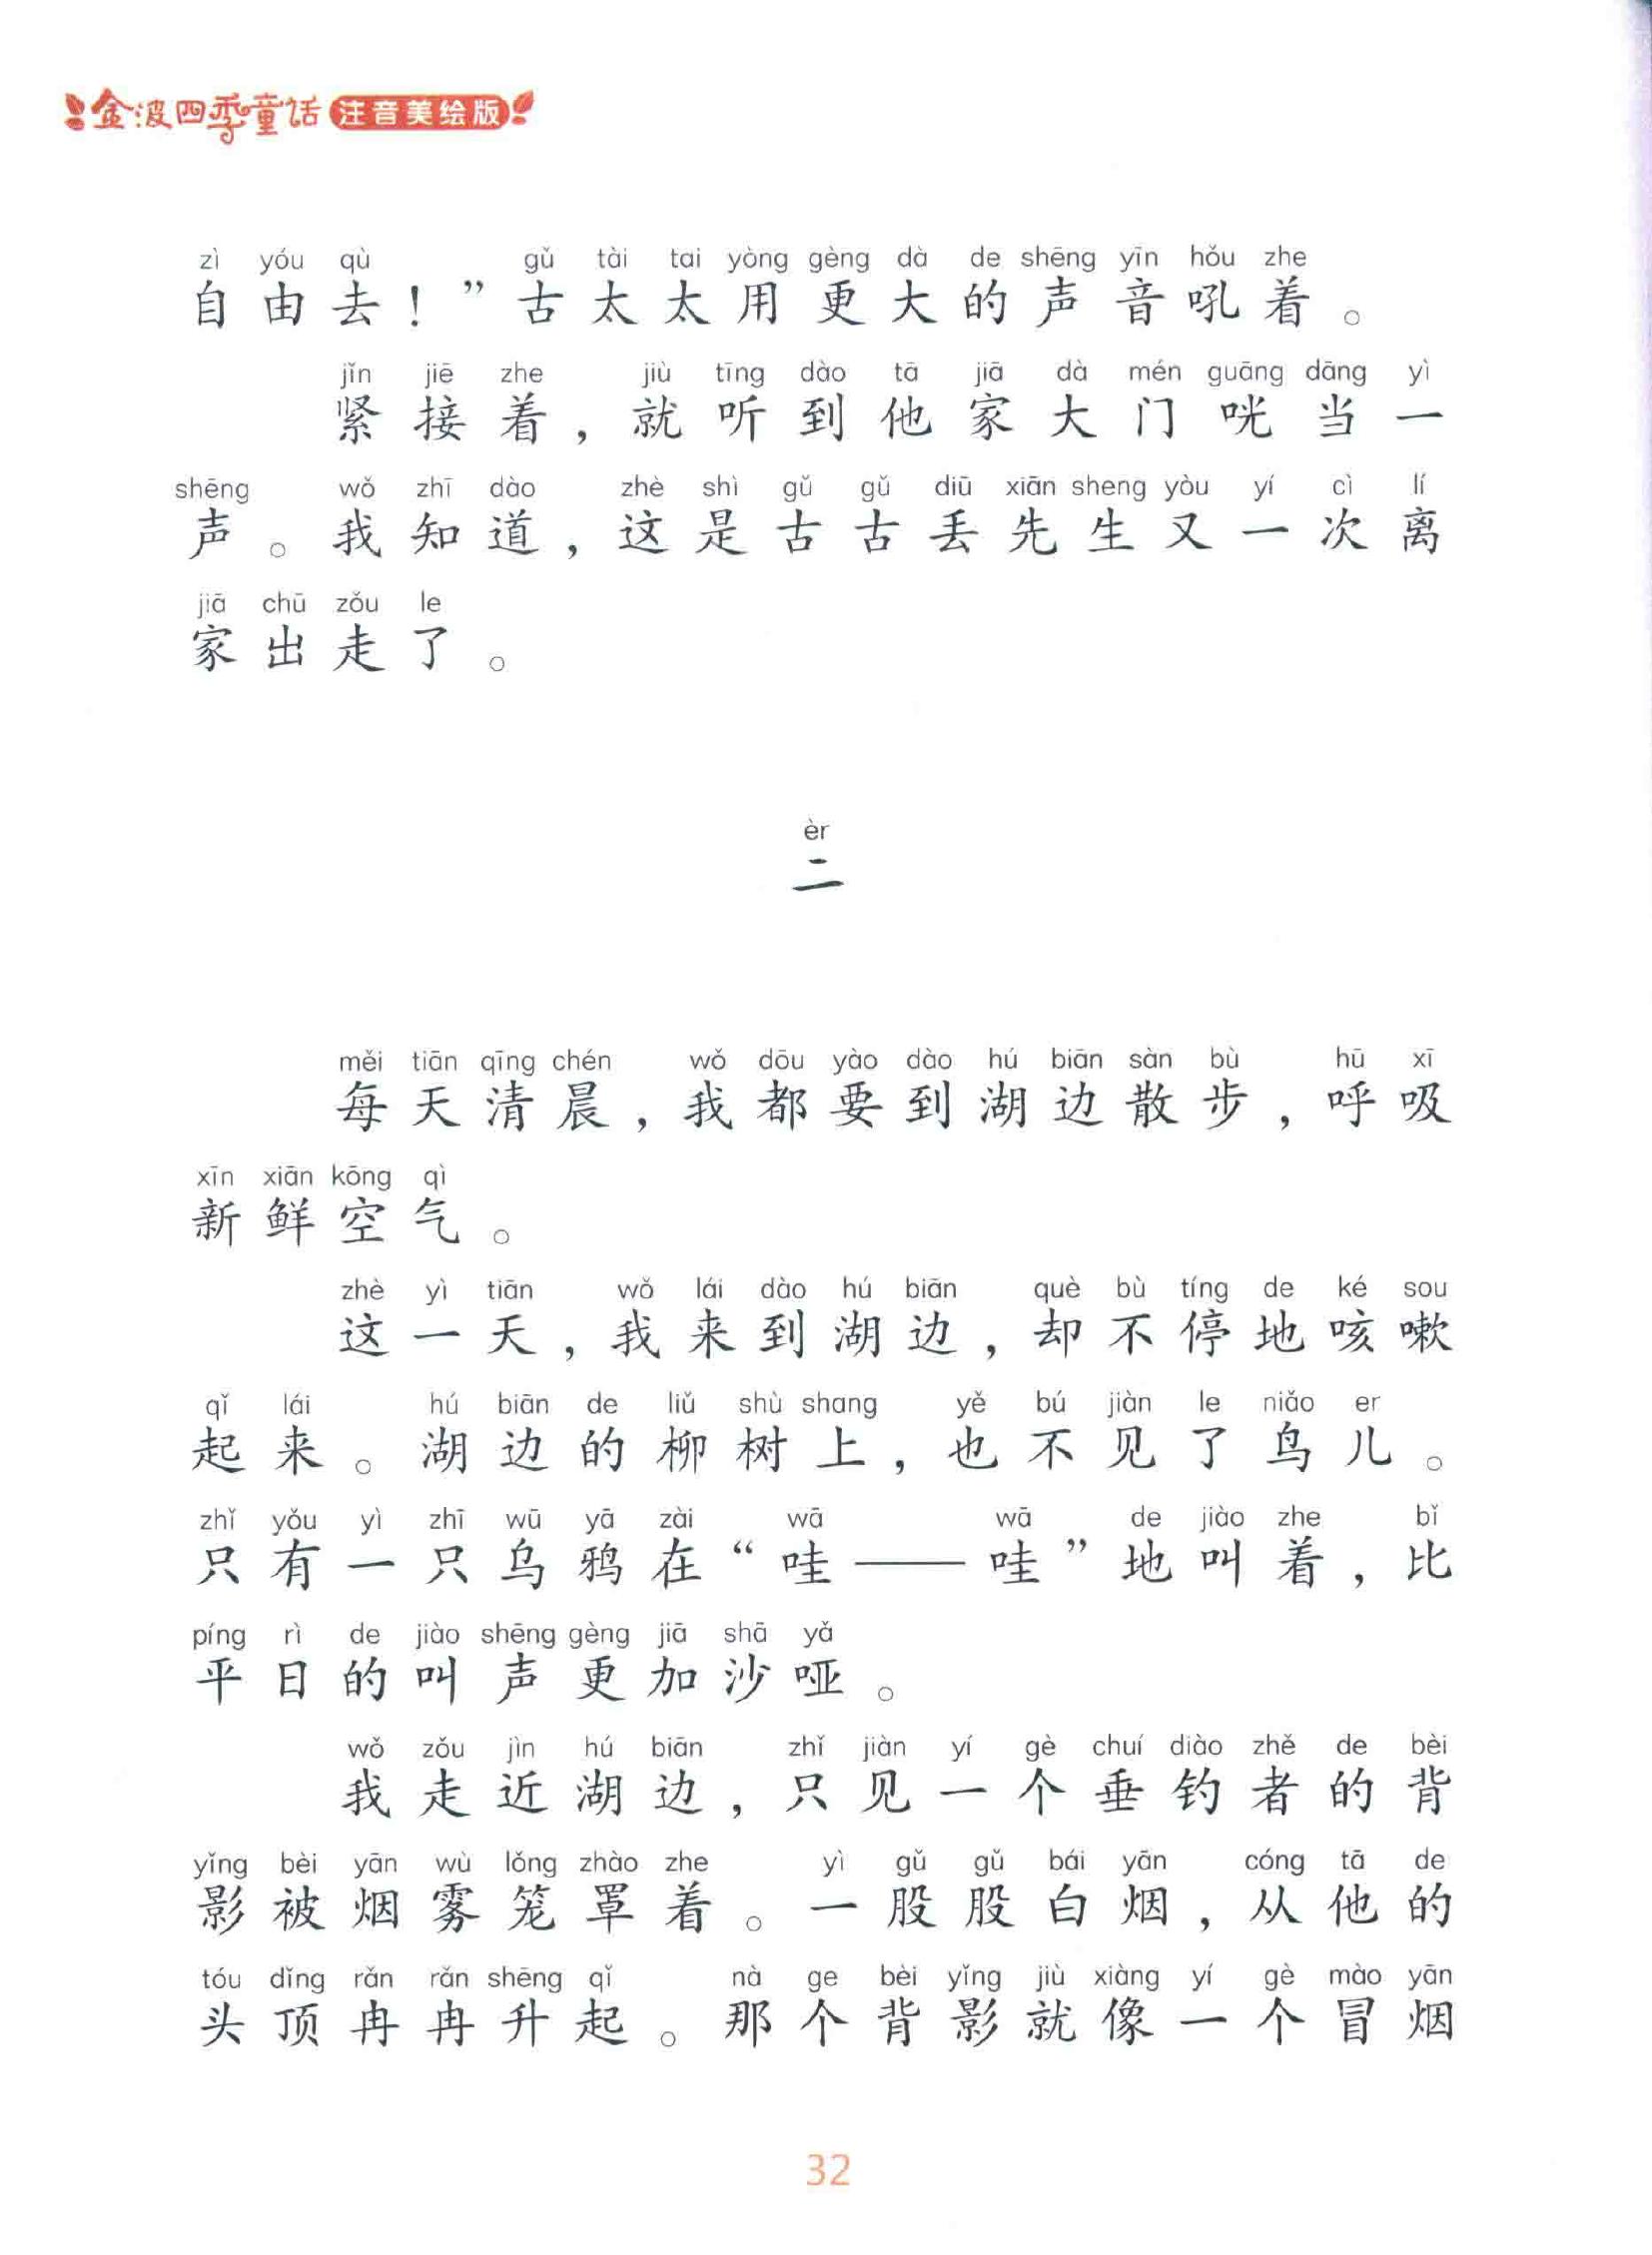 金波四季童话 注音美绘版
zì yóu qù gǔ tài tai yòng gèng dà de shēng yīn hǒu zhe
自由去！”古太太用更大的声音吼着。
jǐn jiē zhe jiù tīng dào tā jiā dà mén guāng dāng yì
紧接着，就听到他家大门咣当一
shēng wǒ zhī dào zhè shì gǔ gǔ diū xiān sheng yòu yí cì lí
声。我知道，这是古古丢先生又一次离
jiā chū zǒu le
家出走了。
èr
二
měi tiān qīng chén wǒ dōu yào dào hú biān sàn bù hū xī
每天清晨，我都要到湖边散步，呼吸
xīn xiān kōng qì
新鲜空气。
zhè yì tiān wǒ lái dào hú biān què bù tíng de ké sou
这一天，我来到湖边，却不停地咳嗽
qǐ lái hú biān de liǔ shù shang yě bú jiàn le niǎo er
起来。湖边的柳树上，也不见了鸟儿。
zhǐ yǒu yì zhī wū yā zài wā wā de jiào zhe bǐ
只有一只乌鸦在“哇——哇”地叫着，比
píng rì de jiào shēng gèng jiā shā yǎ
平日的叫声更加沙哑。
wǒ zǒu jìn hú biān zhǐ jiàn yí gè chuí diào zhě de bèi
我走近湖边，只见一个垂钓者的背
yǐng bèi yān wù lǒng zhào zhe yì gǔ gǔ bái yān cóng tā de
影被烟雾笼罩着。一股股白烟，从他的
tóu dǐng rǎn rǎn shēng qǐ nà ge bèi yǐng jiù xiàng yí gè mào yān
头顶冉冉升起。那个背影就像一个冒烟
32